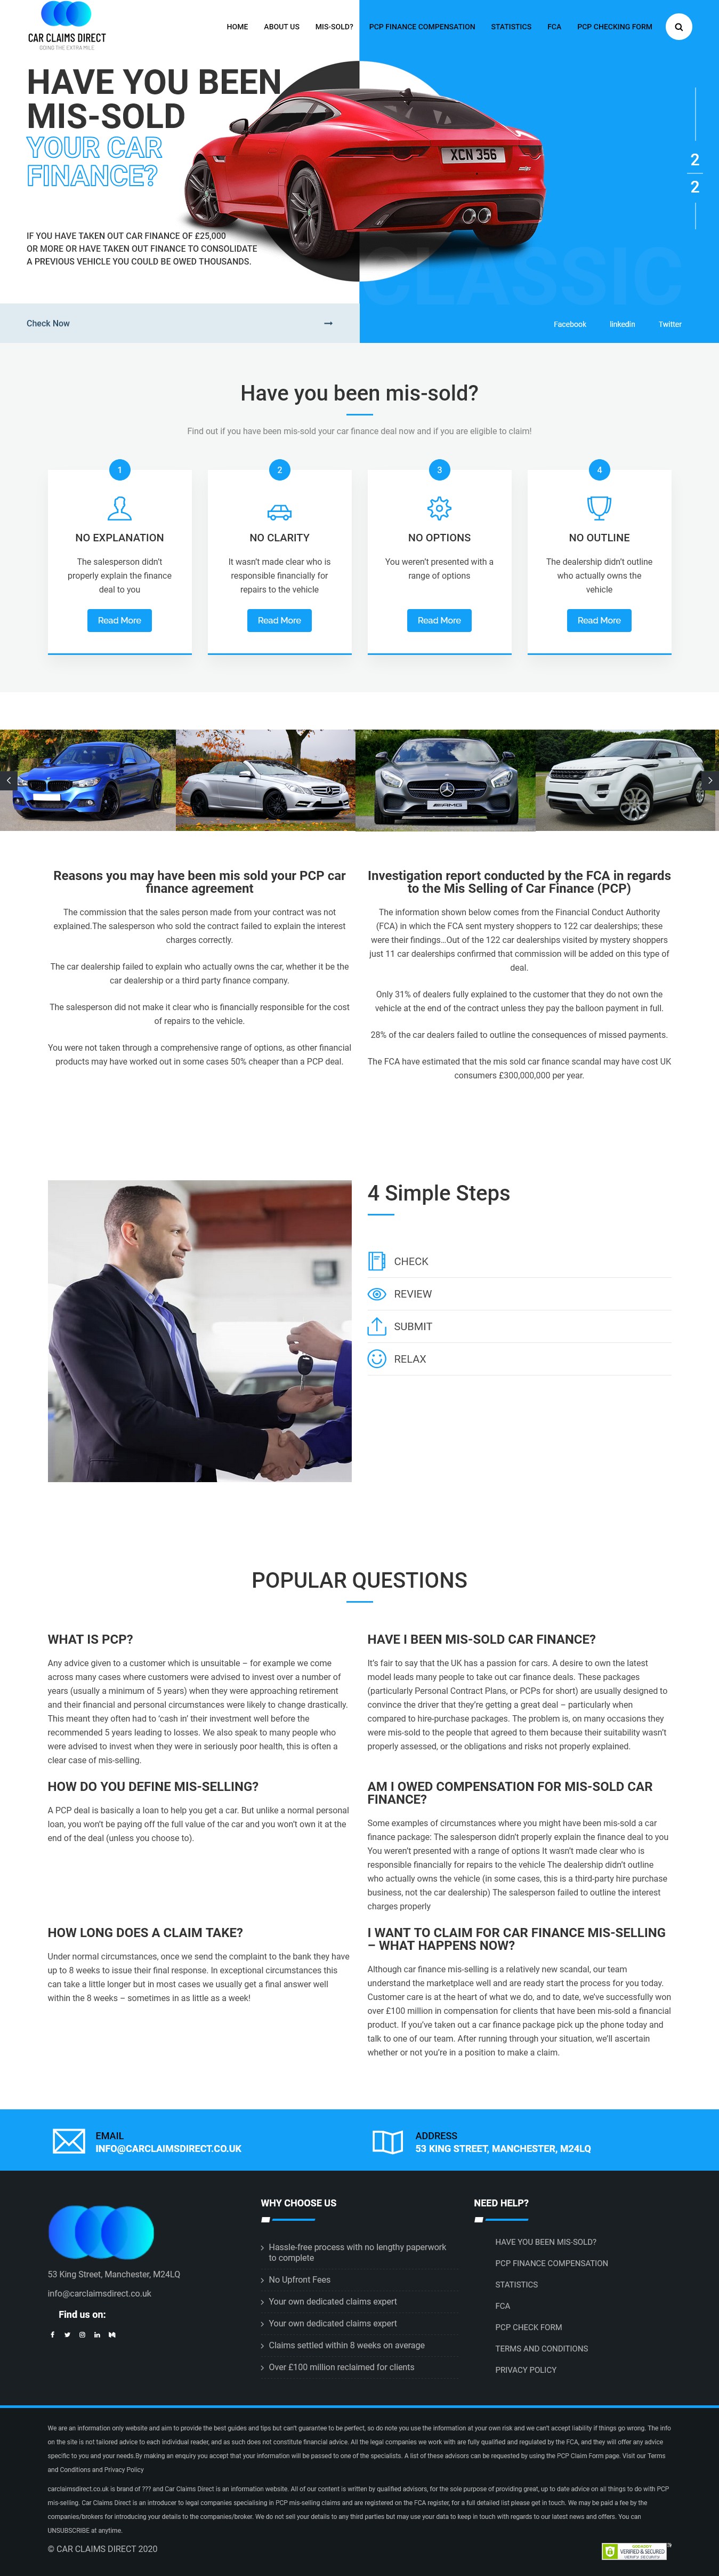 CAR CLAIMS DIRECT
GOING THE EXTRA MILE
HOME
ABOUT US
MIS-SOLD?
PCP FINANCE COMPENSATION
STATISTICS
FCA
PCP CHECKING FORM
HAVE YOU BEEN
MIS-SOLD
YOUR CAR
FINANCE?
XCN 356
2
2
IF YOU HAVE TAKEN OUT CAR FINANCE OF £25,000
OR MORE OR HAVE TAKEN OUT FINANCE TO CONSOLIDATE
A PREVIOUS VEHICLE YOU COULD BE OWED THOUSANDS.
CLASSIC
Check Now
Facebook
linkedin
Twitter
Have you been mis-sold?
Find out if you have been mis-sold your car finance deal now and if you are eligible to claim!
1
NO EXPLANATION
The salesperson didn't
properly explain the finance
deal to you
Read More
2
NO CLARITY
It wasn't made clear who is
responsible financially for
repairs to the vehicle
Read More
3
NO OPTIONS
You weren't presented with a
range of options
Read More
4
NO OUTLINE
The dealership didn't outline
who actually owns the
vehicle
Read More
AMG
Reasons you may have been mis sold your PCP car
finance agreement
The commission that the sales person made from your contract was not
explained.The salesperson who sold the contract failed to explain the interest
charges correctly.
The car dealership failed to explain who actually owns the car, whether it be the
car dealership or a third party finance company.
The salesperson did not make it clear who is financially responsible for the cost
of repairs to the vehicle.
You were not taken through a comprehensive range of options, as other financial
products may have worked out in some cases 50% cheaper than a PCP deal.
Investigation report conducted by the FCA in regards
to the Mis Selling of Car Finance (PCP)
The information shown below comes from the Financial Conduct Authority
(FCA) in which the FCA sent mystery shoppers to 122 car dealerships; these
were their findings...Out of the 122 car dealerships visited by mystery shoppers
just 11 car dealerships confirmed that commission will be added on this type of
deal.
Only 31% of dealers fully explained to the customer that they do not own the
vehicle at the end of the contract unless they pay the balloon payment in full.
28% of the car dealers failed to outline the consequences of missed payments.
The FCA have estimated that the mis sold car finance scandal may have cost UK
consumers £300,000,000 per year.
4 Simple Steps
CHECK
REVIEW
SUBMIT
RELAX
POPULAR QUESTIONS
WHAT IS PCP?
Any advice given to a customer which is unsuitable – for example we come
across many cases where customers were advised to invest over a number of
years (usually a minimum of 5 years) when they were approaching retirement
and their financial and personal circumstances were likely to change drastically.
This meant they often had to 'cash in' their investment well before the
recommended 5 years leading to losses. We also speak to many people who
were advised to invest when they were in seriously poor health, this is often a
clear case of mis-selling.
HAVE I BEEN MIS-SOLD CAR FINANCE?
It's fair to say that the UK has a passion for cars. A desire to own the latest
model leads many people to take out car finance deals. These packages
(particularly Personal Contract Plans, or PCPs for short) are usually designed to
convince the driver that they're getting a great deal – particularly when
compared to hire-purchase packages. The problem is, on many occasions they
were mis-sold to the people that agreed to them because their suitability wasn't
properly assessed, or the obligations and risks not properly explained.
HOW DO YOU DEFINE MIS-SELLING?
A PCP deal is basically a loan to help you get a car. But unlike a normal personal
loan, you won't be paying off the full value of the car and you won't own it at the
end of the deal (unless you choose to).
AM I OWED COMPENSATION FOR MIS-SOLD CAR
FINANCE?
Some examples of circumstances where you might have been mis-sold a car
finance package: The salesperson didn't properly explain the finance deal to you
You weren't presented with a range of options It wasn't made clear who is
responsible financially for repairs to the vehicle The dealership didn't outline
who actually owns the vehicle (in some cases, this is a third-party hire purchase
business, not the car dealership) The salesperson failed to outline the interest
charges properly
HOW LONG DOES A CLAIM TAKE?
Under normal circumstances, once we send the complaint to the bank they have
up to 8 weeks to issue their final response. In exceptional circumstances this
can take a little longer but in most cases we usually get a final answer well
within the 8 weeks – sometimes in as little as a week!
I WANT TO CLAIM FOR CAR FINANCE MIS-SELLING
– WHAT HAPPENS NOW?
Although car finance mis-selling is a relatively new scandal, our team
understand the marketplace well and are ready start the process for you today.
Customer care is at the heart of what we do, and to date, we've successfully won
over £100 million in compensation for clients that have been mis-sold a financial
product. If you've taken out a car finance package pick up the phone today and
talk to one of our team. After running through your situation, we'll ascertain
whether or not you're in a position to make a claim.
EMAIL
INFO@CARCLAIMSDIRECT.CO.UK
ADDRESS
53 KING STREET, MANCHESTER, M24LQ
53 King Street, Manchester, M24LQ
info@carclaimsdirect.co.uk
Find us on:
WHY CHOOSE US
Hassle-free process with no lengthy paperwork
to complete
No Upfront Fees
Your own dedicated claims expert
Your own dedicated claims expert
Claims settled within 8 weeks on average
Over £100 million reclaimed for clients
NEED HELP?
HAVE YOU BEEN MIS-SOLD?
PCP FINANCE COMPENSATION
STATISTICS
FCA
PCP CHECK FORM
TERMS AND CONDITIONS
PRIVACY POLICY
We are an information only website and aim to provide the best guides and tips but can't guarantee to be perfect, so do note you use the information at your own risk and we can't accept liability if things go wrong. The info
on the site is not tailored advice to each individual reader, and as such does not constitute financial advice. All the legal companies we work with are fully qualified and regulated by the FCA, and they will offer any advice
specific to you and your needs.By making an enquiry you accept that your information will be passed to one of the specialists. A list of these advisors can be requested by using the PCP Claim Form page. Visit our Terms
and Conditions and Privacy Policy
carclaimsdirect.co.uk is brand of ??? and Car Claims Direct is an information website. All of our content is written by qualified advisors, for the sole purpose of providing great, up to date advice on all things to do with PCP
mis-selling. Car Claims Direct is an introducer to legal companies specialising in PCP mis-selling claims and are registered on the FCA register, for a full detailed list please get in touch. We may be paid a fee by the
companies/brokers for introducing your details to the companies/broker. We do not sell your details to any third parties but may use your data to keep in touch with regards to our latest news and offers. You can
UNSUBSCRIBE at anytime.
© CAR CLAIMS DIRECT 2020
VERIFIED & SECURED
VERIFY SECURITY